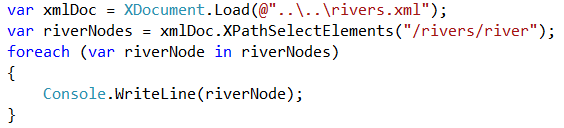 var xmlDoc = XDocument.Load(@"..\..\rivers.xml");
var riverNodes = xmlDoc.XPathSelectElements("/rivers/river");
foreach (var riverNode in riverNodes)
{
    Console.WriteLine(riverNode);
}